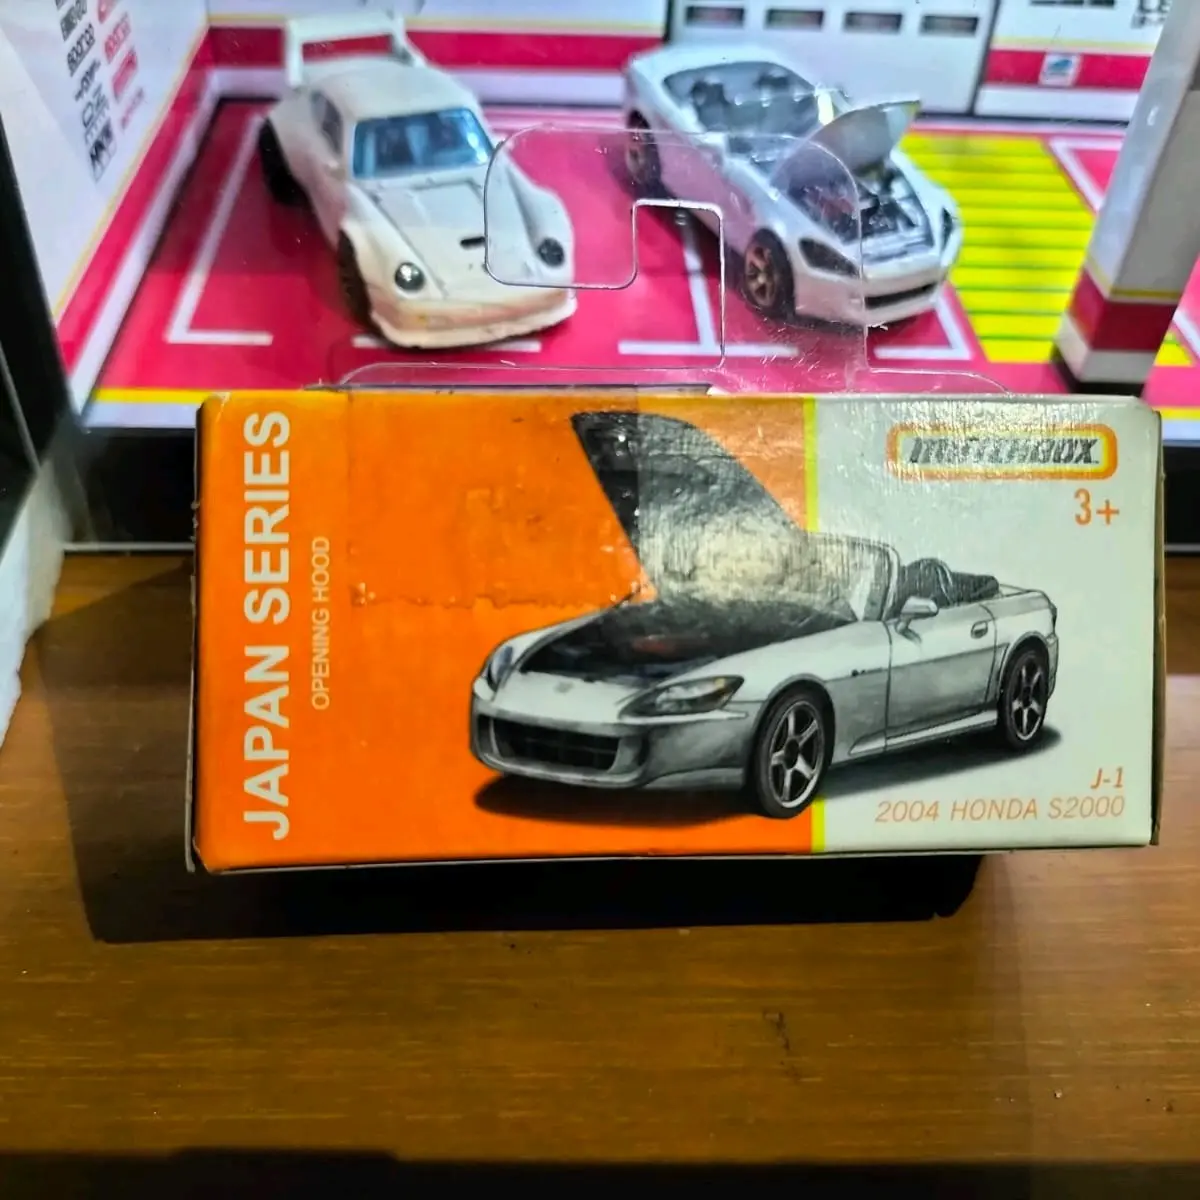 JAPAN SERIES
OPENING HOOD
MATCHBOX
3+
J-1
2004 HONDA S2000